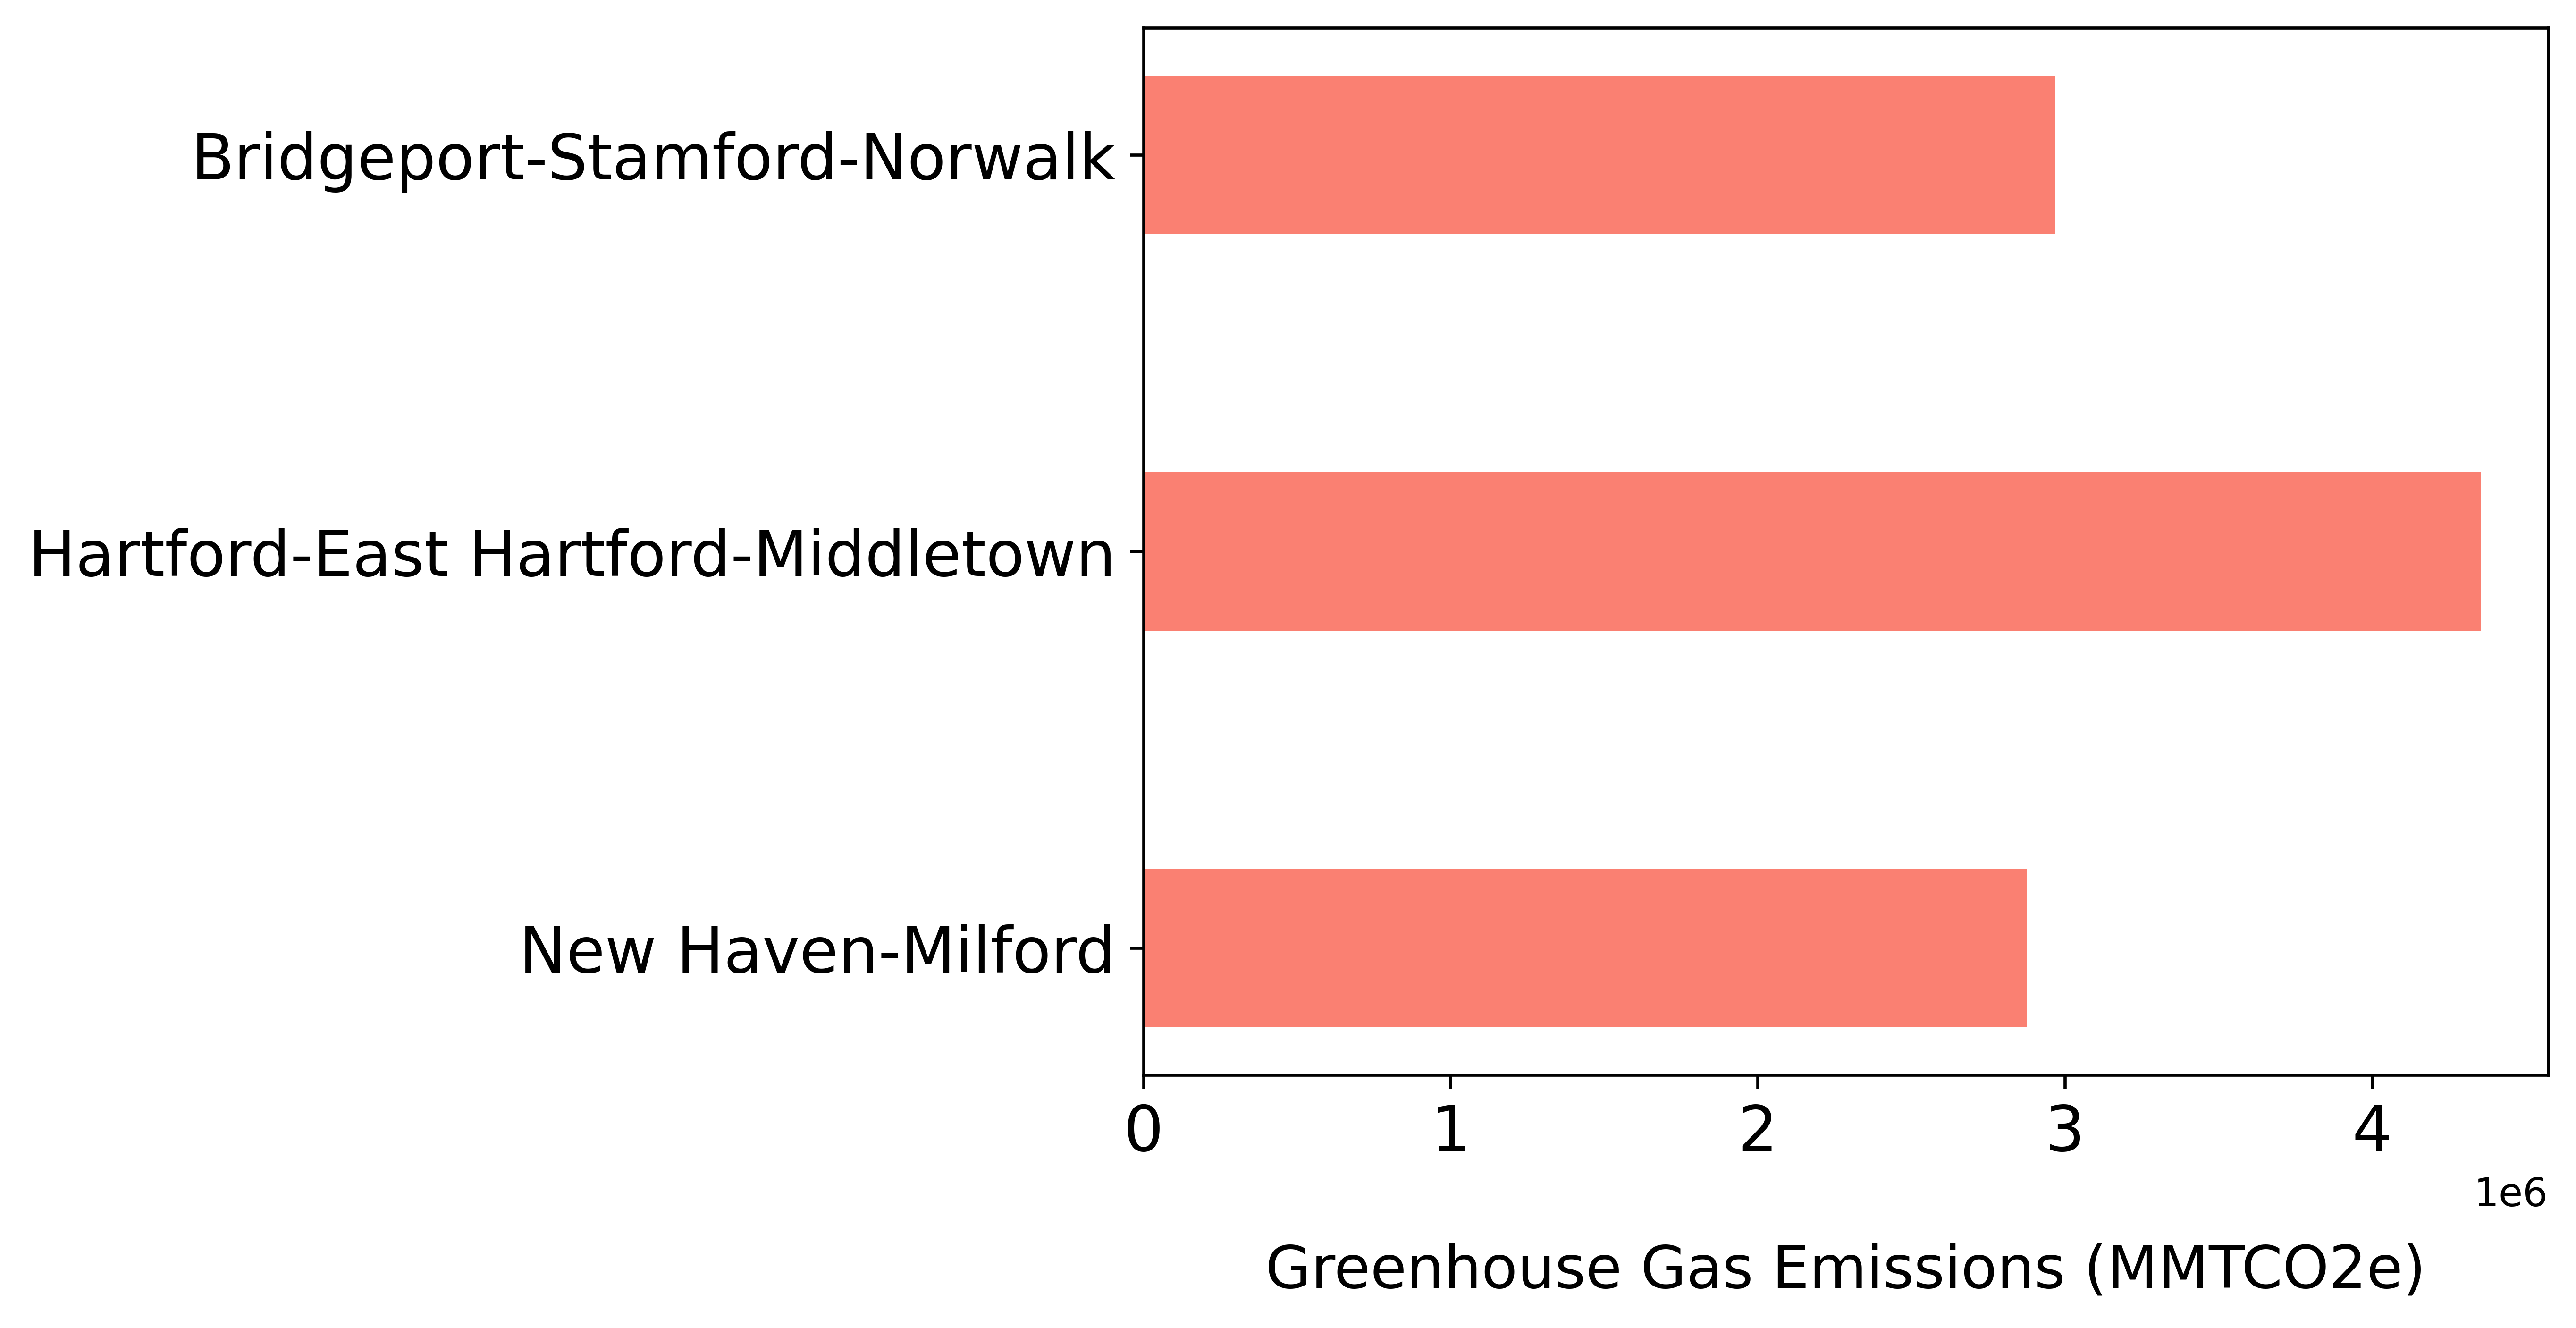 Bridgeport-Stamford-Norwalk
Hartford-East Hartford-Middletown
New Haven-Milford
0 1 2 3 4
1e6
Greenhouse Gas Emissions (MMTCO2e)